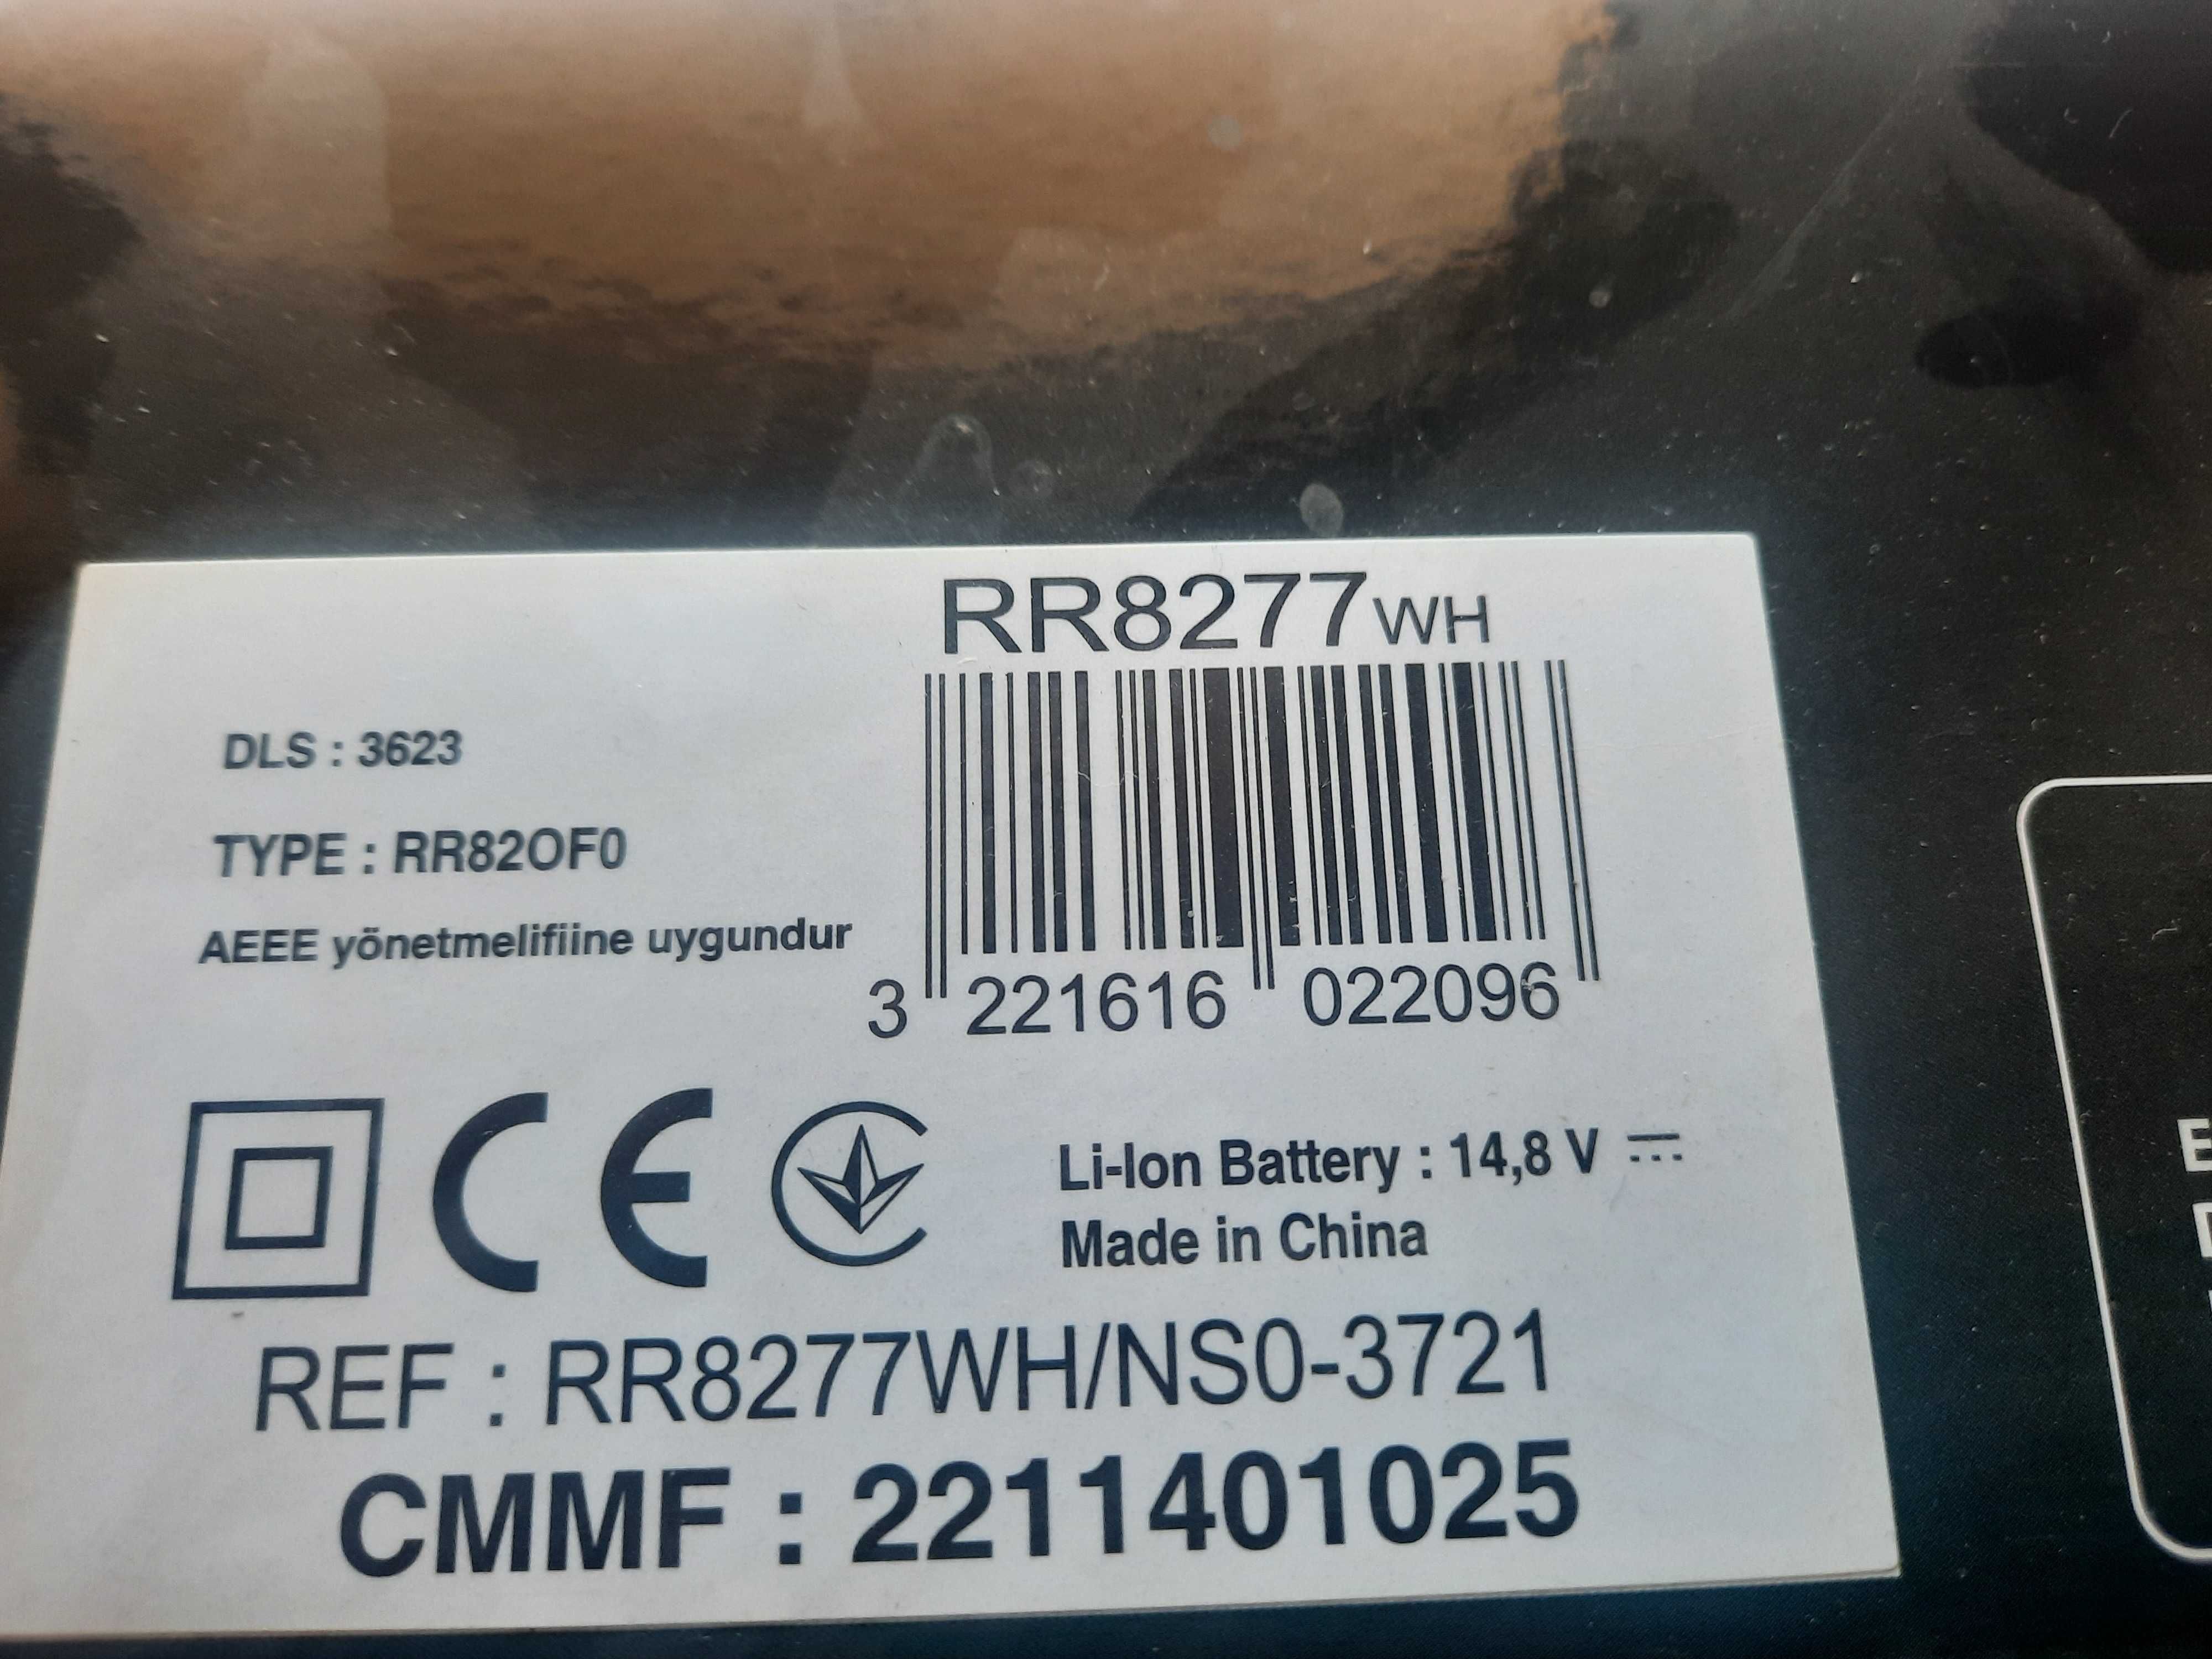 RR8277WH
DLS : 3623
TYPE : RR82OF0
AEEE yönetmelifiine uygundur
3 221616 022096
CE
Li-Ion Battery : 14,8 V
Made in China
REF : RR8277WH/NS0-3721
CMMF : 2211401025